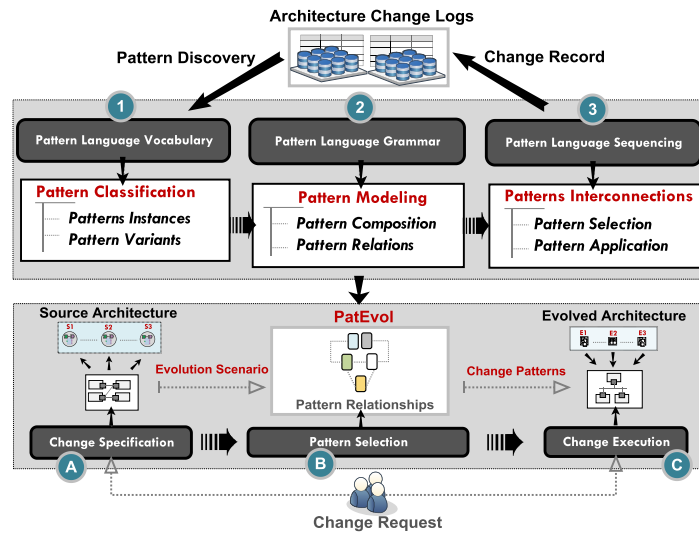 Architecture Change Logs
Pattern Discovery
Change Record
1
2
3
Pattern Language Vocabulary
Pattern Language Grammar
Pattern Language Sequencing
Pattern Classification
Patterns Instances
Pattern Variants
Pattern Modeling
Pattern Composition
Pattern Relations
Patterns Interconnections
Pattern Selection
Pattern Application
Source Architecture
S1
S2
S3
PatEvol
Evolved Architecture
E1
E2
E3
Evolution Scenario
Change Patterns
Pattern Relationships
Change Specification
Pattern Selection
Change Execution
A
B
C
Change Request